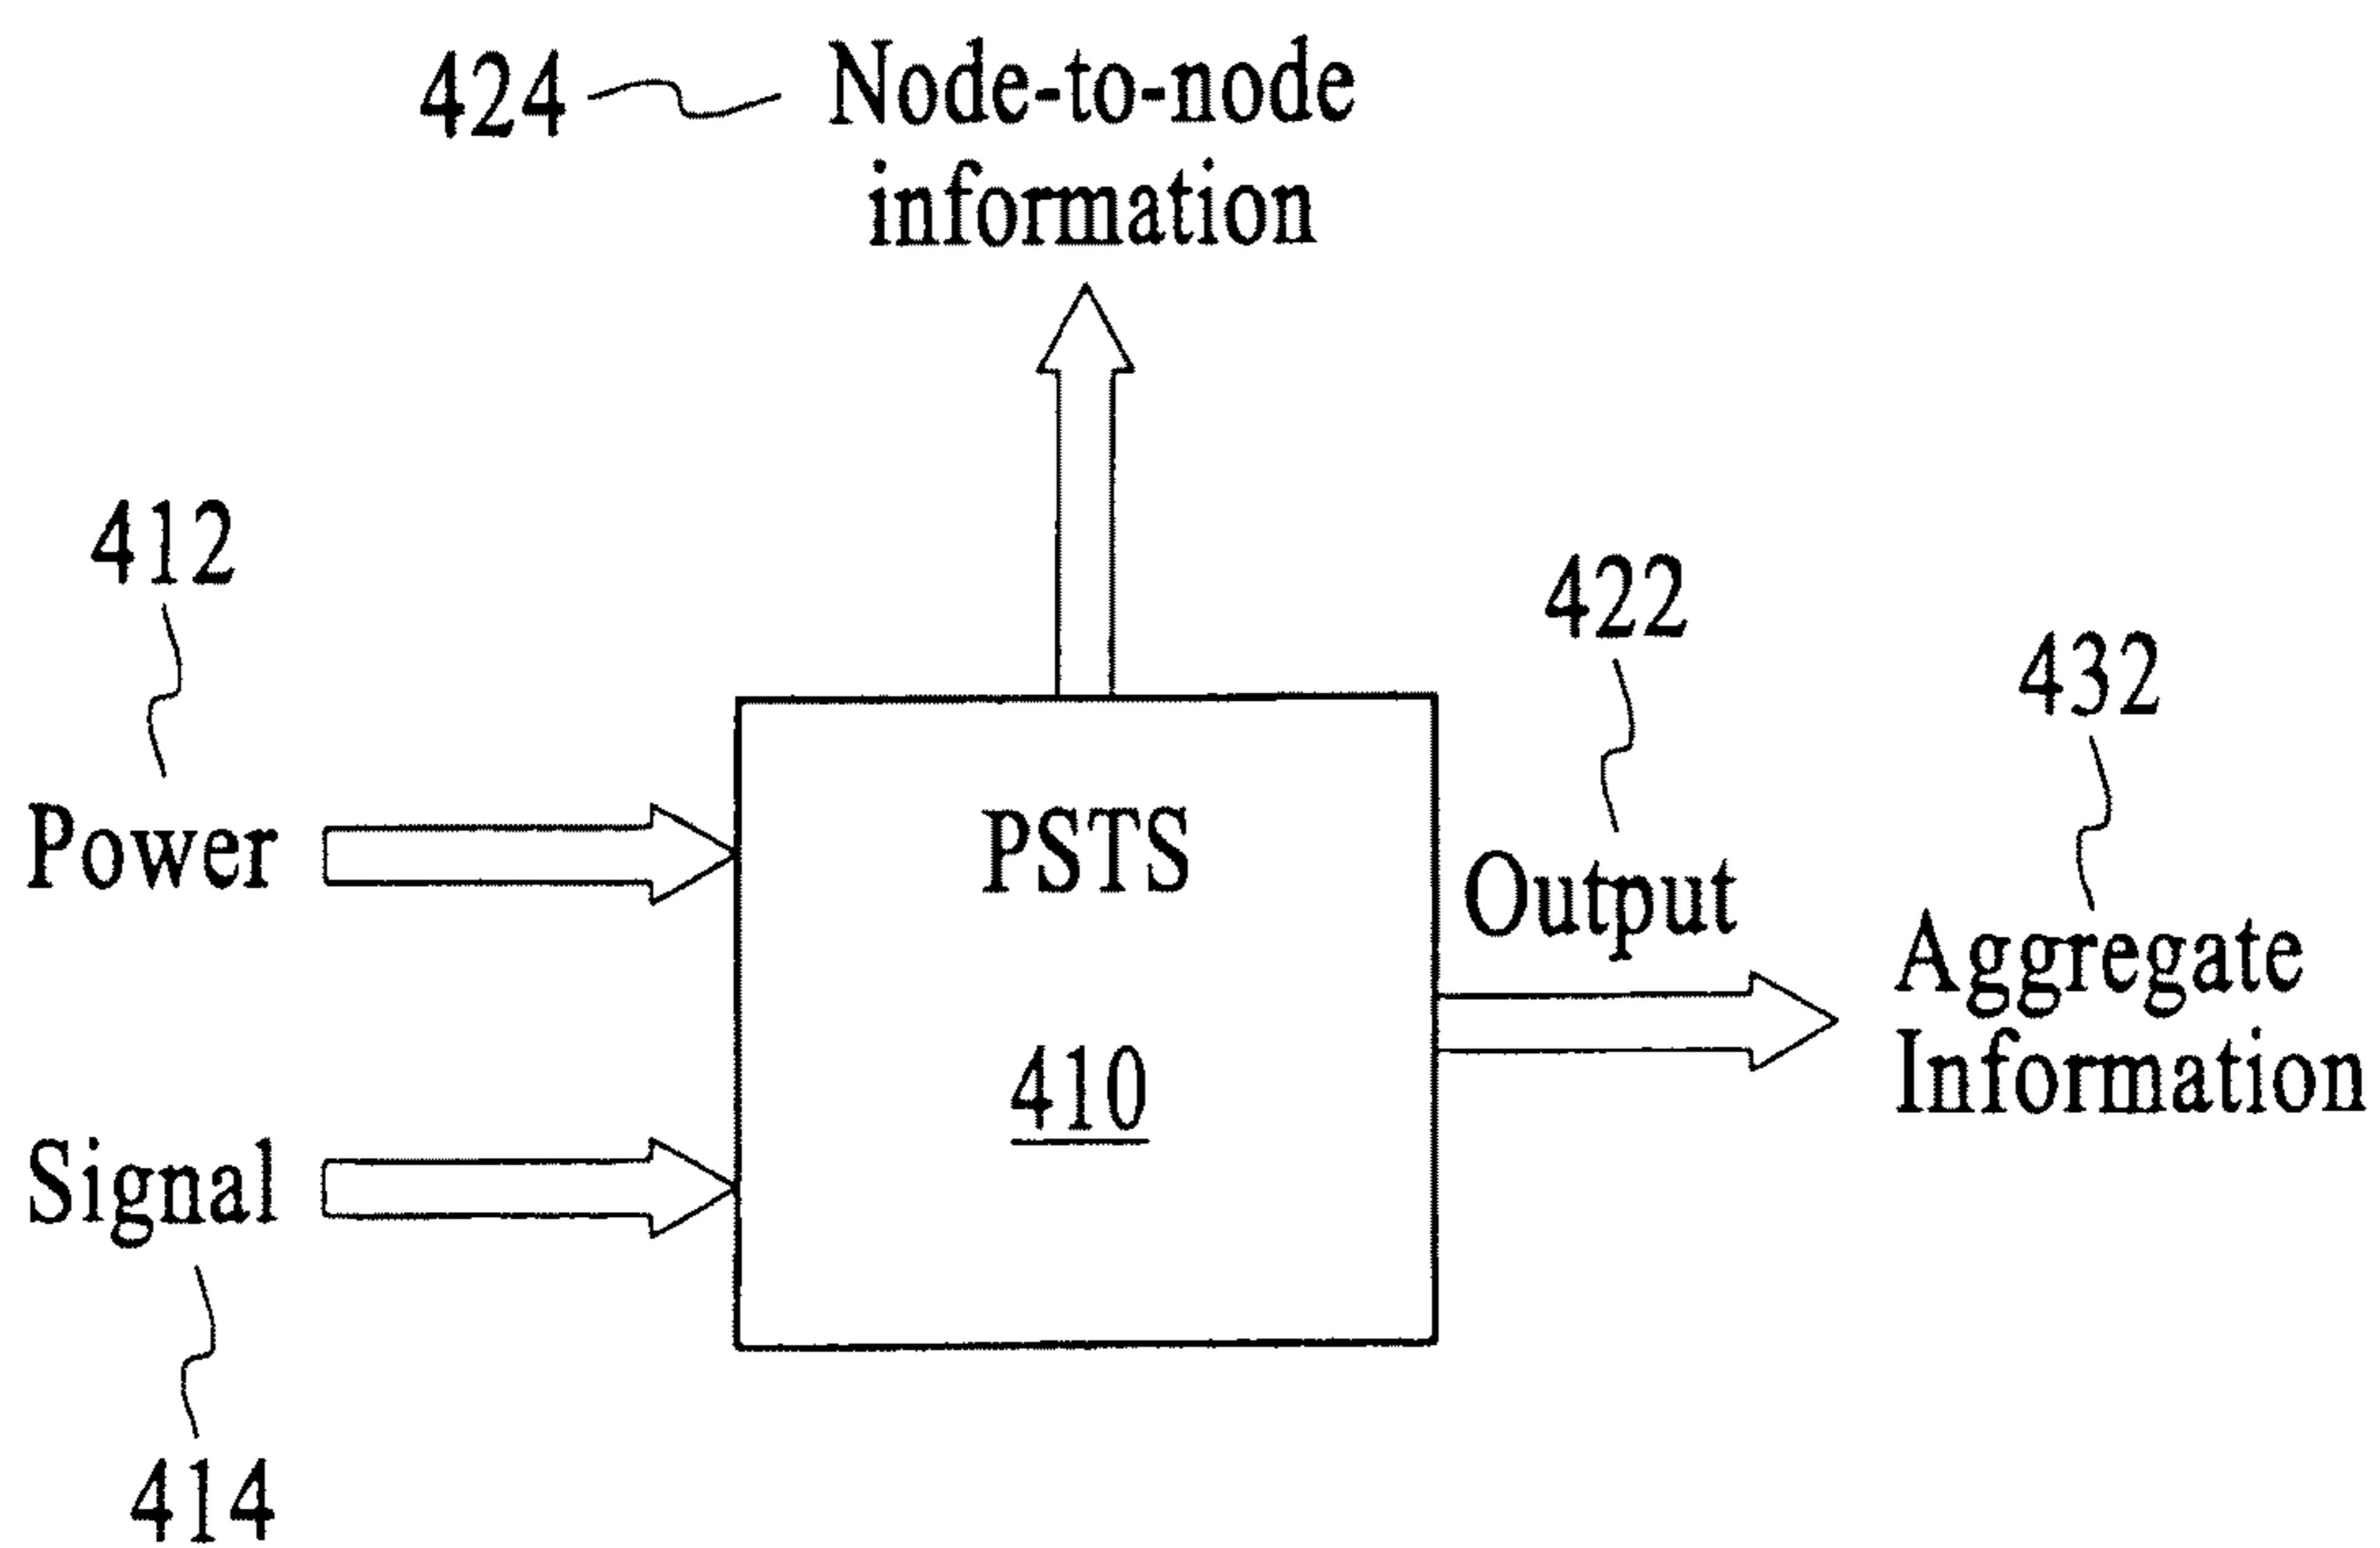 424 Node-to-node
information
412
422
432
Power
PSTS
Output
Aggregate
Information
410
Signal
414